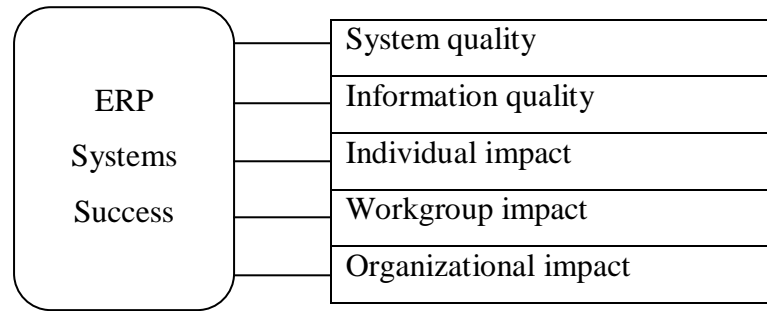 ERP
Systems
Success
System quality
Information quality
Individual impact
Workgroup impact
Organizational impact